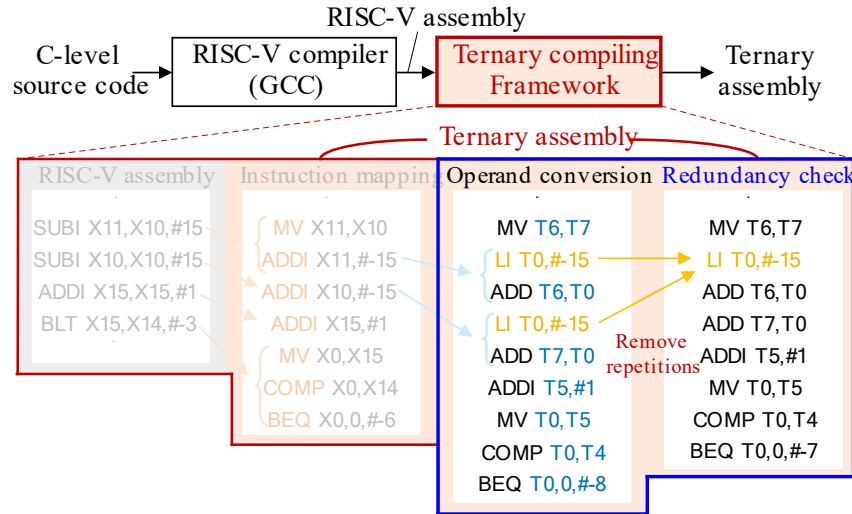 RISC-V assembly
C-level
source code
RISC-V compiler
(GCC)
Ternary compiling
Framework
Ternary
assembly
Ternary assembly
RISC-V assembly
SUBI X11,X10,#15
SUBI X10,X10,#15
ADDI X15,X15,#1
BLT X15,X14,#-3
Instruction mapping
MV X11,X10
ADDI X11,#-15
ADDI X10,#-15
ADDI X15,#1
MV X0,X15
COMP X0,X14
BEQ X0,0,#-6
Operand conversion
MV T6,T7
LI T0,#-15
ADD T6,T0
LI T0,#-15
ADD T7,T0
ADDI T5,#1
MV T0,T5
COMP T0,T4
BEQ T0,0,#-8
Remove
repetitions
Redundancy check
MV T6,T7
LI T0,#-15
ADD T6,T0
ADD T7,T0
ADDI T5,#1
MV T0,T5
COMP T0,T4
BEQ T0,0,#-7